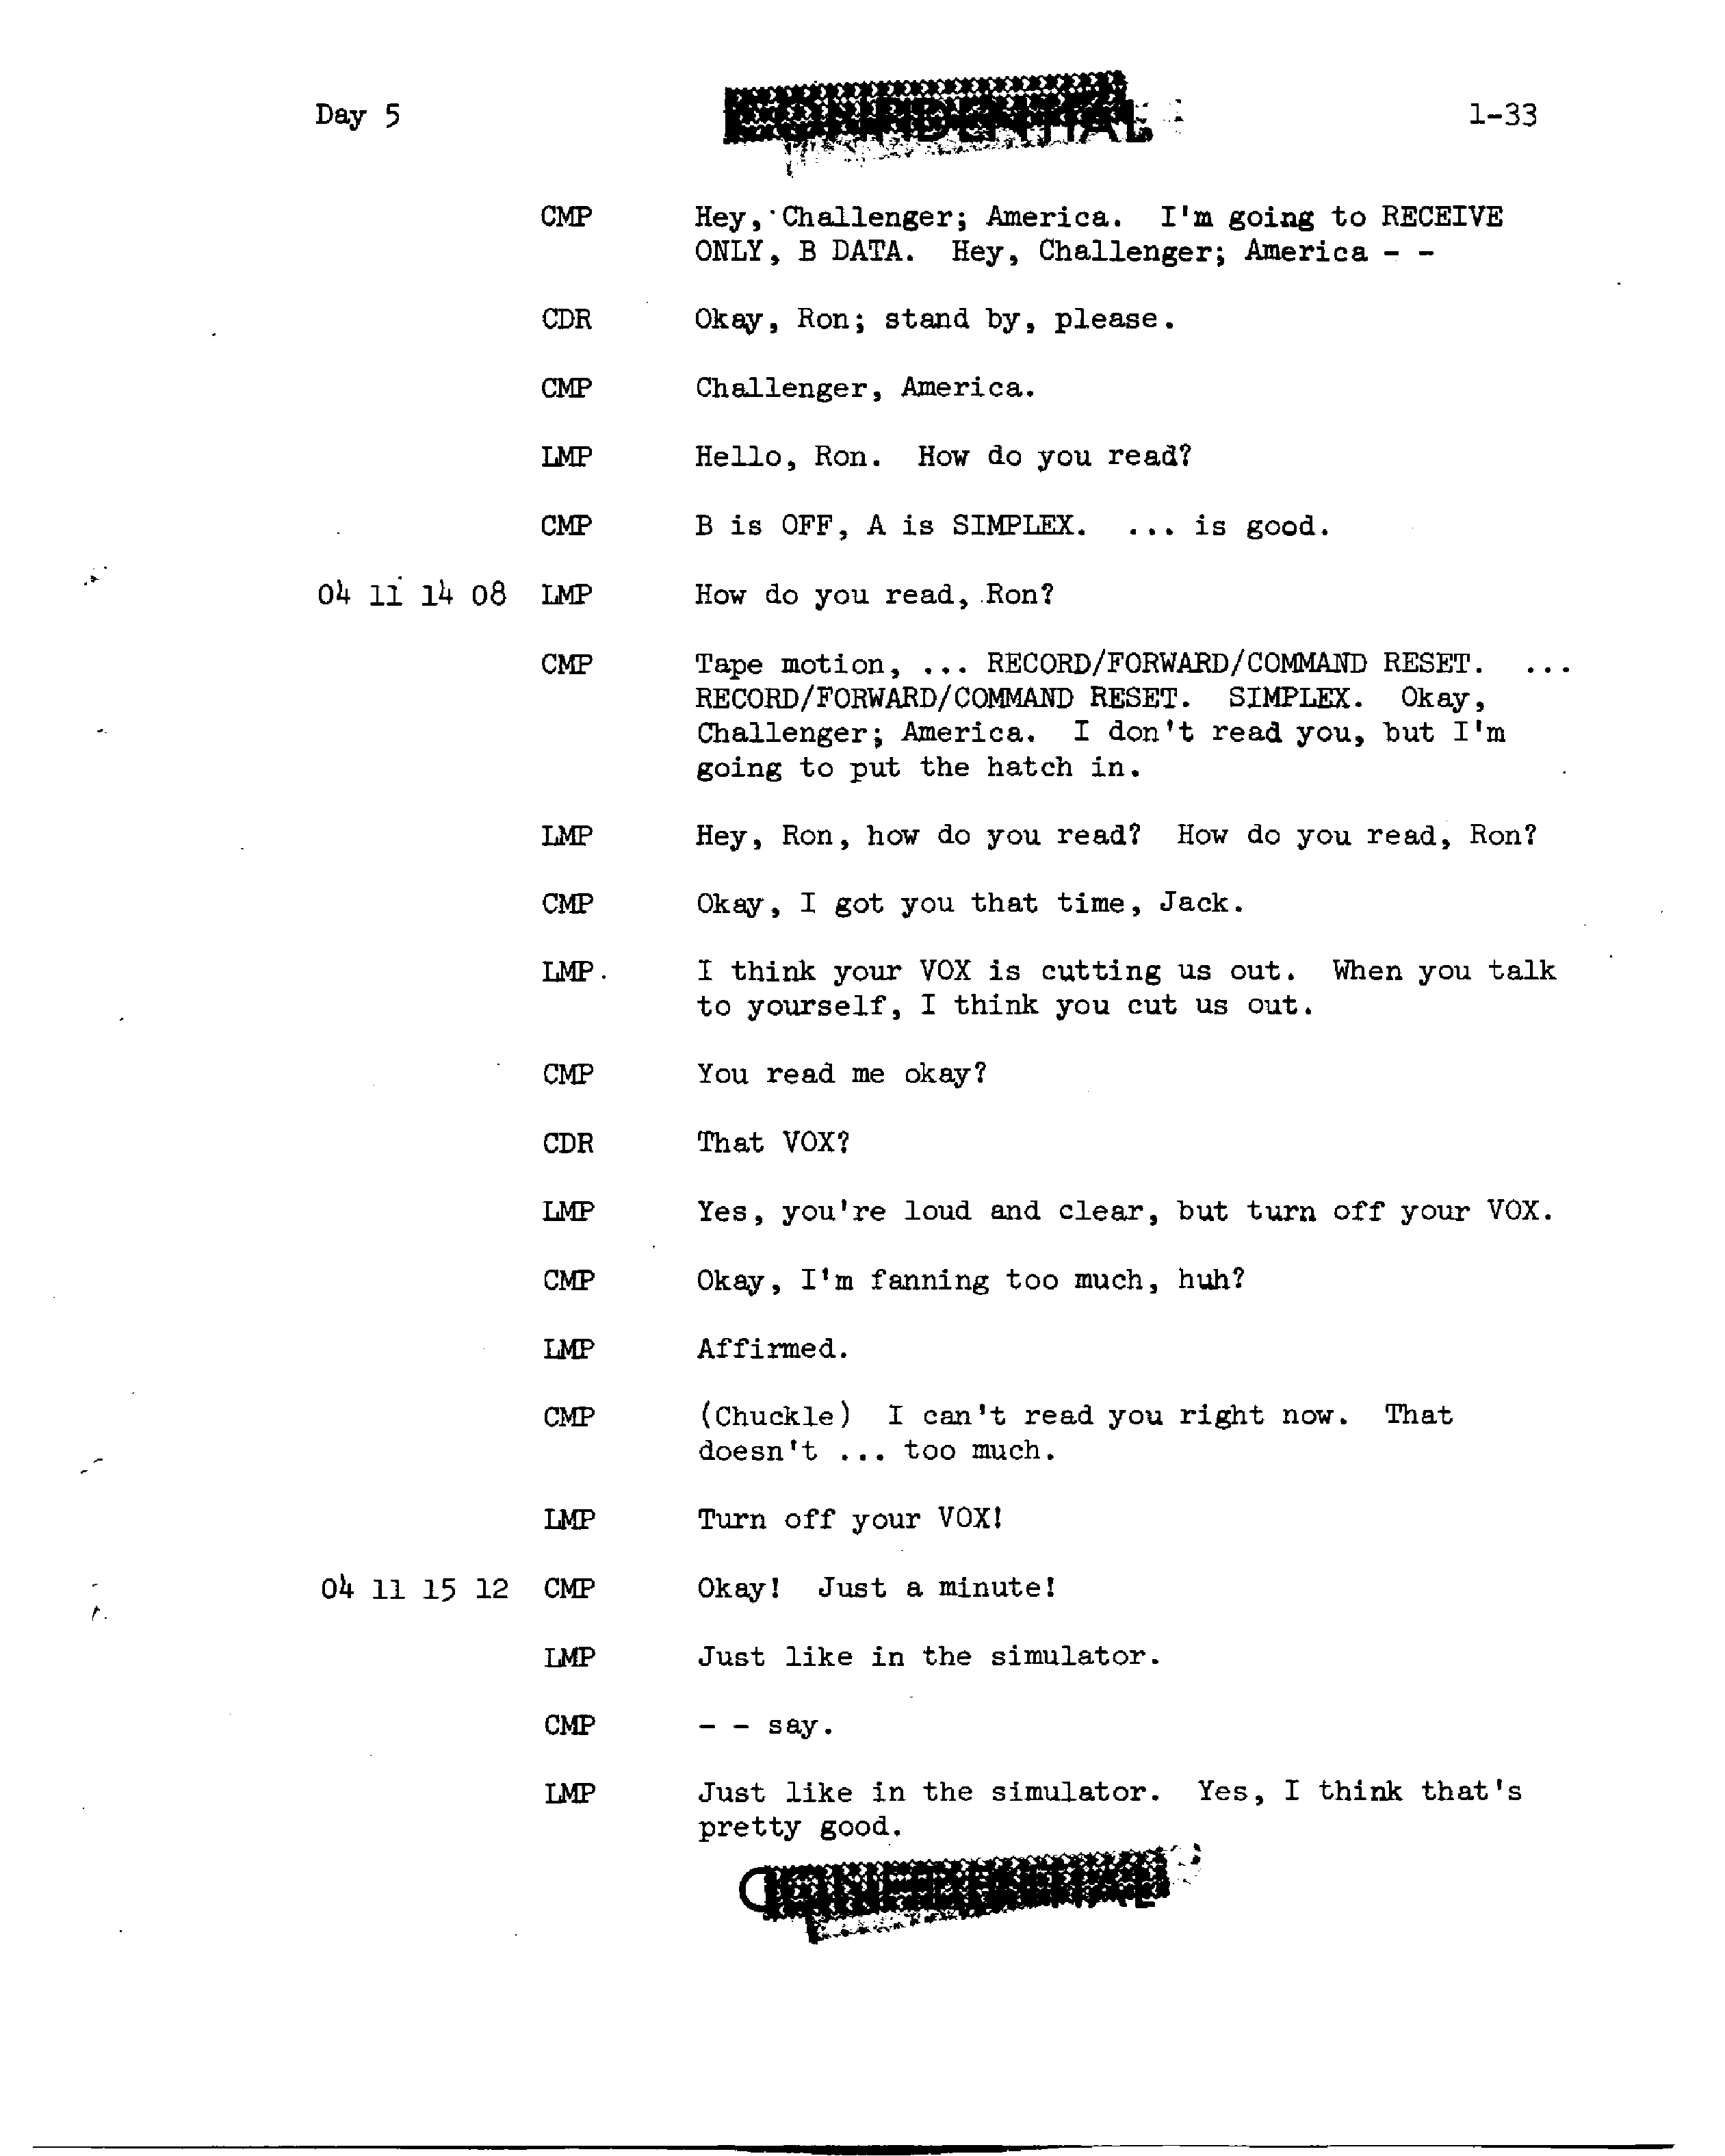 Day 5
CONFIDENTIAL
1-33
CMP Hey, Challenger; America. I'm going to RECEIVE
ONLY, B DATA. Hey, Challenger; America - -
CDR Okay, Ron; stand by, please.
CMP Challenger, America.
LMP Hello, Ron. How do you read?
CMP B is OFF, A is SIMPLEX. ... is good.
04 11 14 08 LMP How do you read, Ron?
CMP Tape motion, ... RECORD/FORWARD/COMMAND RESET. ...
RECORD/FORWARD/COMMAND RESET. SIMPLEX. Okay,
Challenger; America. I don't read you, but I'm
going to put the hatch in.
LMP Hey, Ron, how do you read? How do you read, Ron?
CMP Okay, I got you that time, Jack.
LMP I think your VOX is cutting us out. When you talk
to yourself, I think you cut us out.
CMP You read me okay?
CDR That VOX?
LMP Yes, you're loud and clear, but turn off your VOX.
CMP Okay, I'm fanning too much, huh?
LMP Affirmed.
CMP (Chuckle) I can't read you right now. That
doesn't ... too much.
LMP Turn off your VOX!
04 11 15 12 CMP Okay! Just a minute!
LMP Just like in the simulator.
CMP - - say.
LMP Just like in the simulator. Yes, I think that's
pretty good.
CONFIDENTIAL